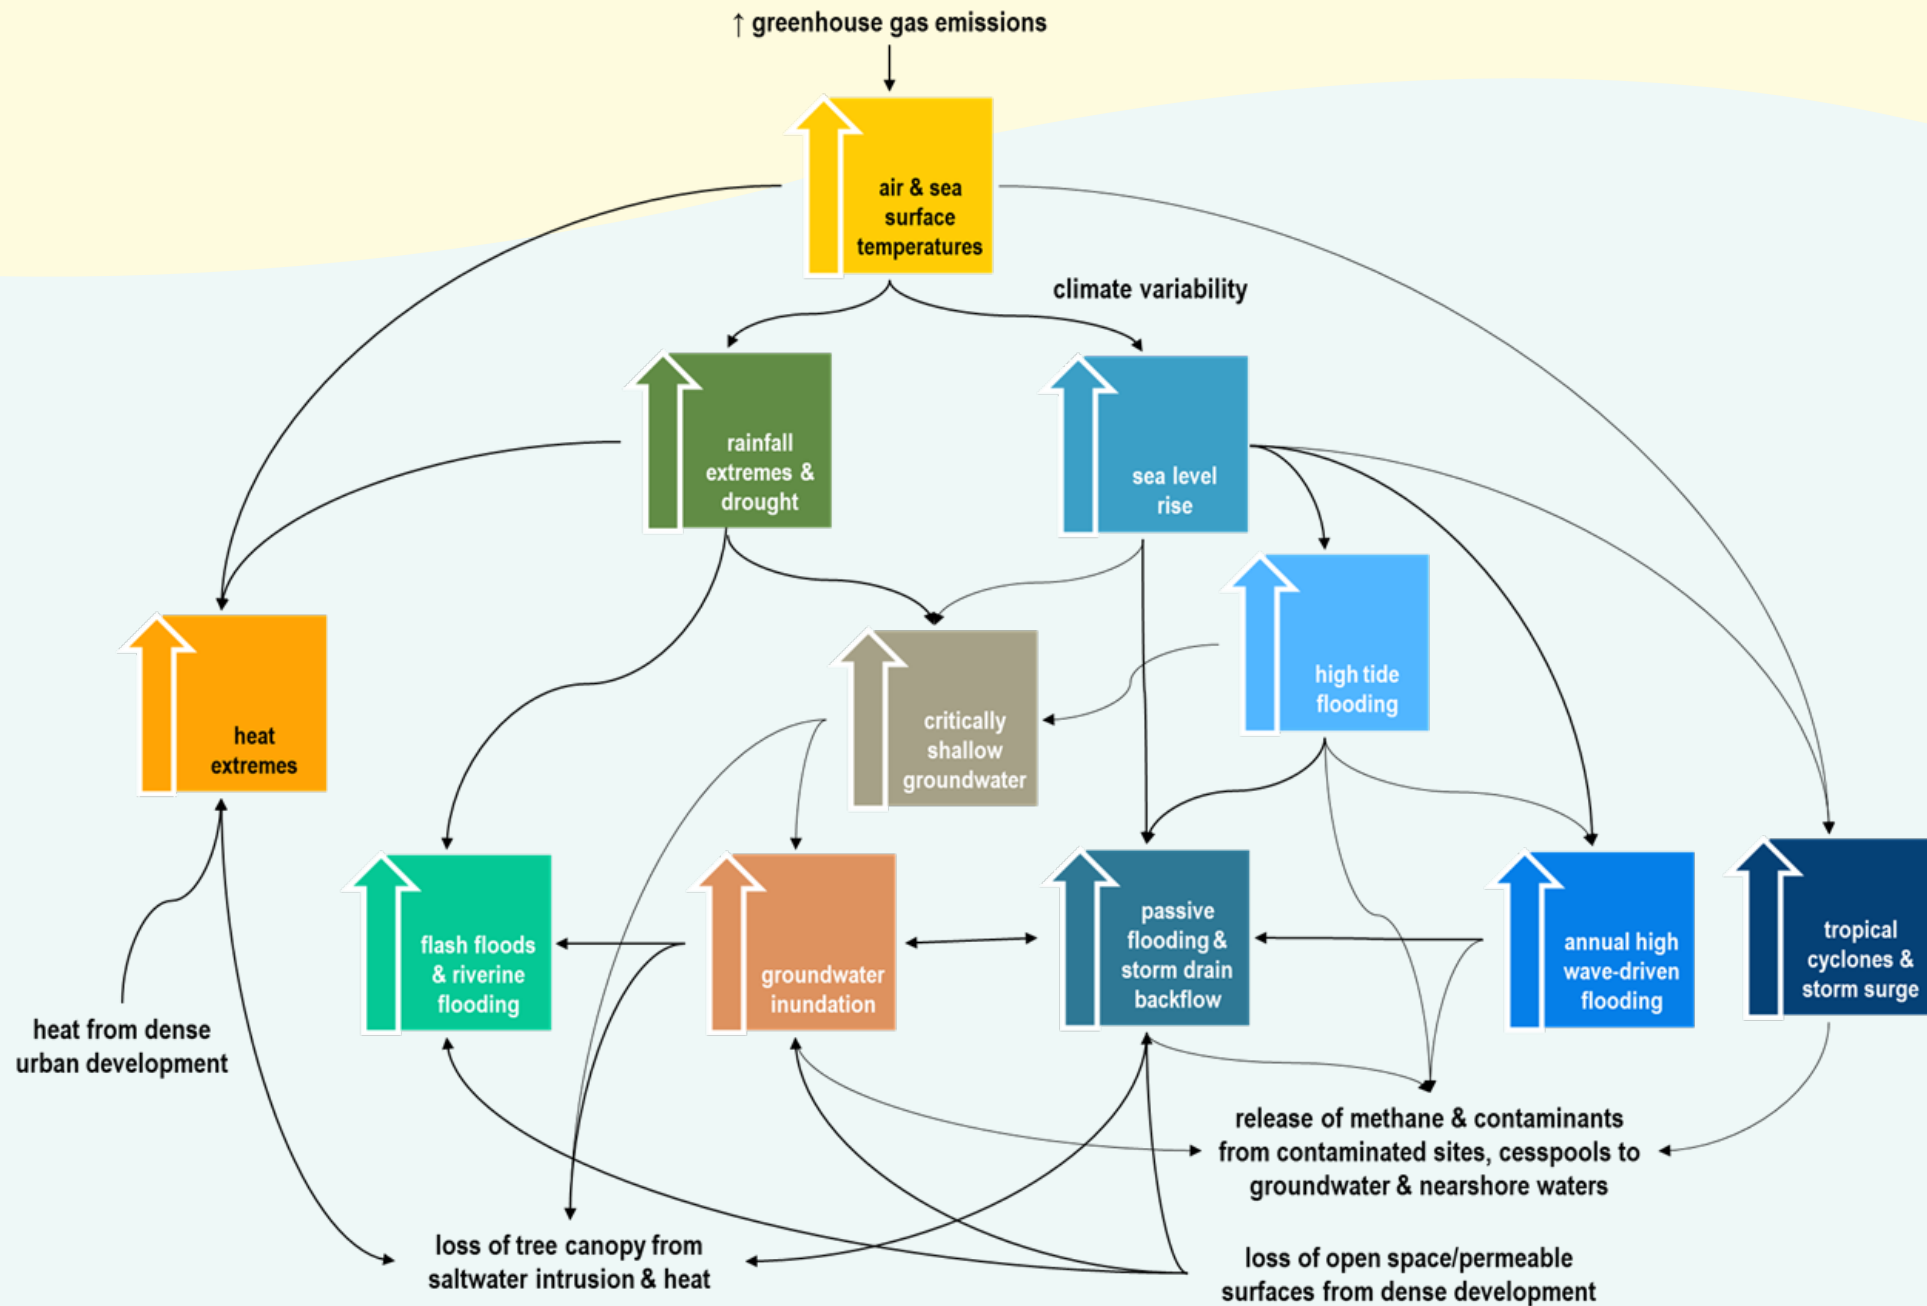 ↑ greenhouse gas emissions
air & sea
surface
temperatures
climate variability
rainfall
extremes &
drought
sea level
rise
high tide
flooding
critically
shallow
groundwater
heat
extremes
flash floods
& riverine
flooding
groundwater
inundation
passive
flooding &
storm drain
backflow
annual high
wave-driven
flooding
tropical
cyclones &
storm surge
heat from dense
urban development
release of methane & contaminants
from contaminated sites, cesspools to
groundwater & nearshore waters
loss of tree canopy from
saltwater intrusion & heat
loss of open space/permeable
surfaces from dense development